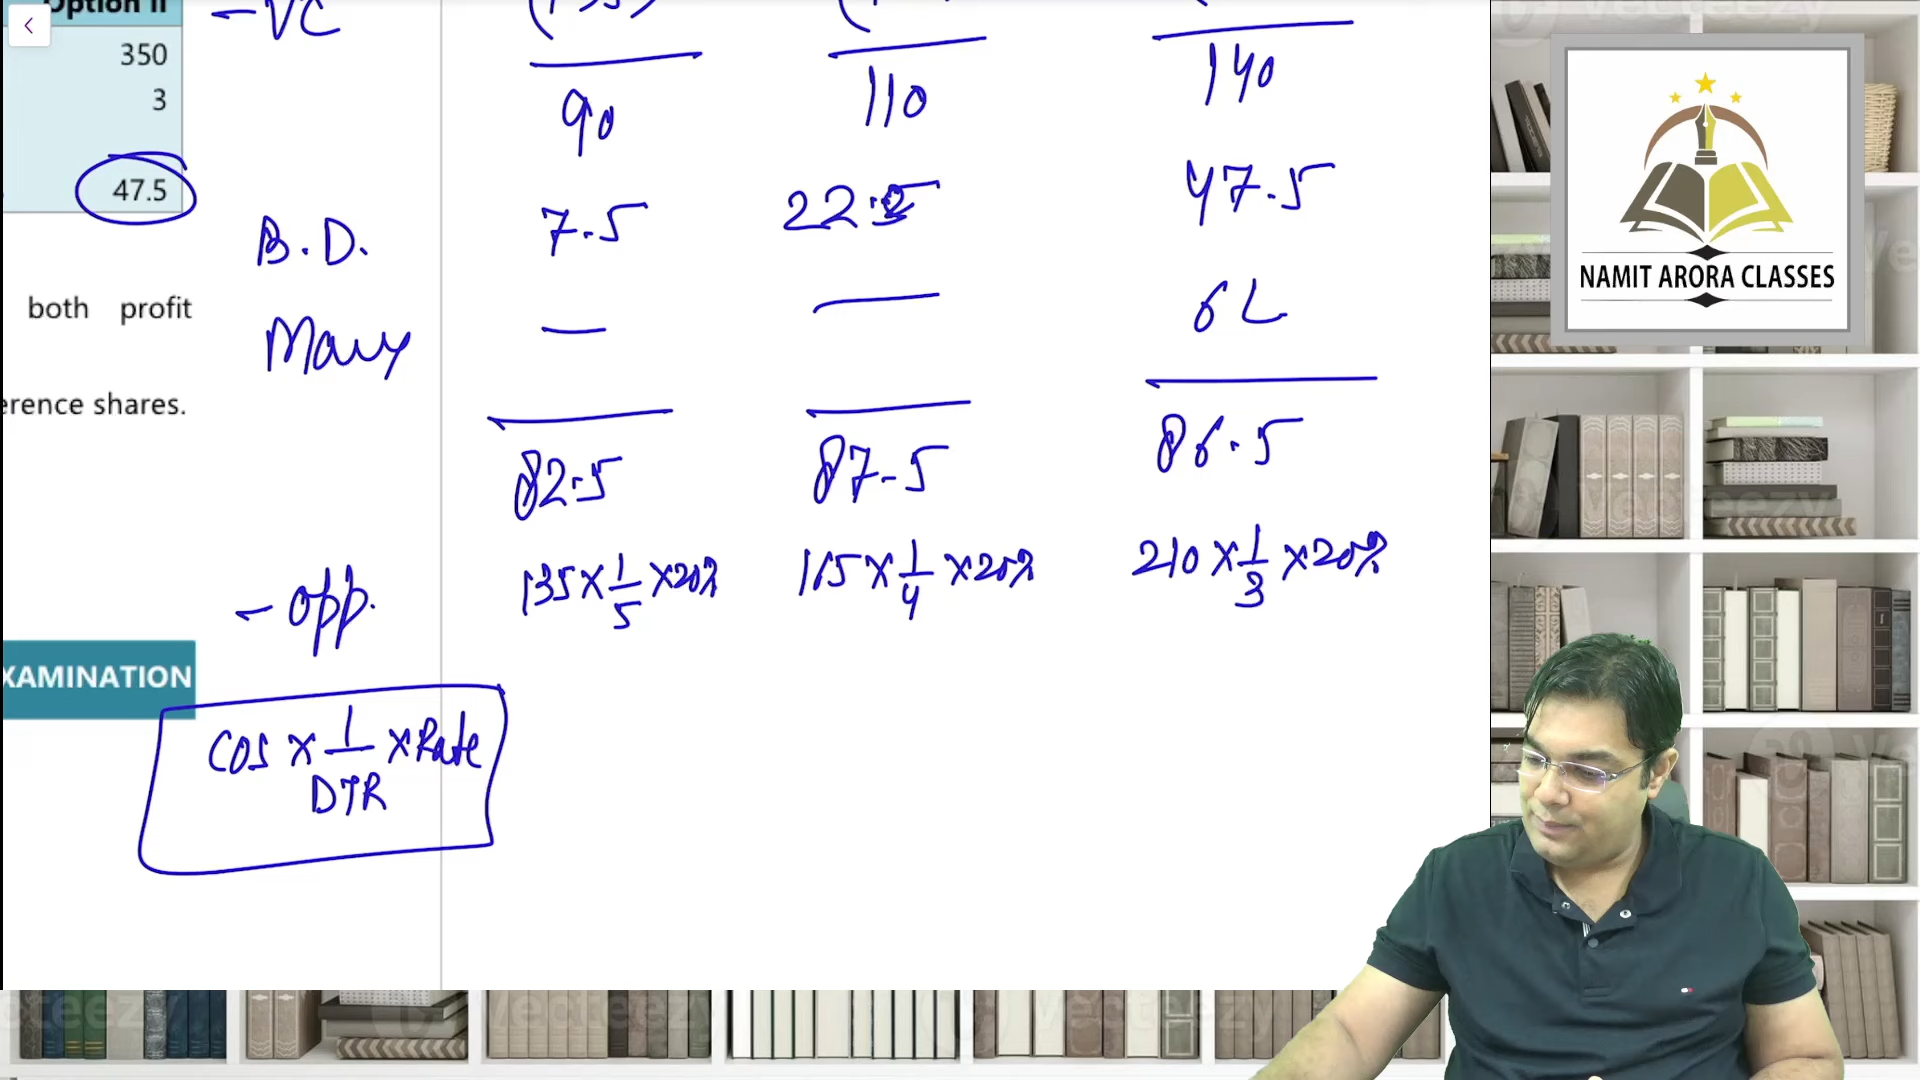 Option II
350
3
47.5
both profit
erence shares.
XAMINATION
- VC
90 110 140
B.D. 7.5 22.5 47.5
Many — — 6L
82.5 87.5 86.5
- opp. 135 × 1/5 × 20% 165 × 1/4 × 20% 210 × 1/3 × 20%
COS × 1/DTR × Rate
NAMIT ARORA CLASSES